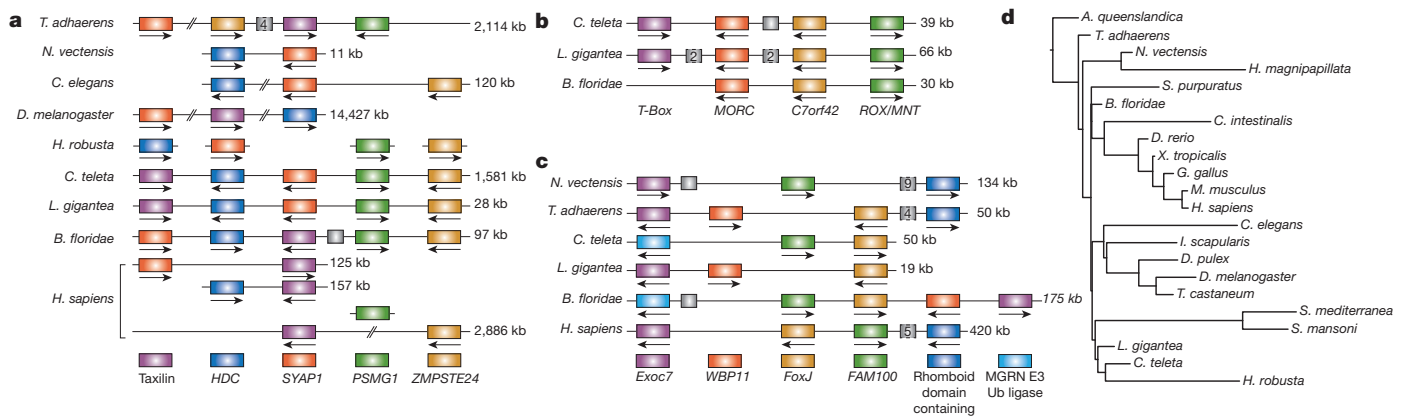 a
T. adhaerens 4 2,114 kb
N. vectensis 11 kb
C. elegans 120 kb
D. melanogaster 14,427 kb
H. robusta
C. teleta 1,581 kb
L. gigantea 28 kb
B. floridae 97 kb
125 kb
H. sapiens 157 kb
2,886 kb
Taxilin HDC SYAP1 PSMG1 ZMPSTE24
b
C. teleta 39 kb
L. gigantea 2 2 66 kb
B. floridae 30 kb
T-Box MORC C7orf42 ROX/MNT
c
N. vectensis 9 134 kb
T. adhaerens 4 50 kb
C. teleta 50 kb
L. gigantea 19 kb
B. floridae 175 kb
H. sapiens 5 420 kb
Exoc7 WBP11 FoxJ FAM100 Rhomboid MGRN E3
domain Ub ligase
containing
d
A. queenslandica
T. adhaerens
N. vectensis
H. magnipapillata
S. purpuratus
B. floridae
C. intestinalis
D. rerio
X. tropicalis
G. gallus
M. musculus
H. sapiens
C. elegans
I. scapularis
D. pulex
D. melanogaster
T. castaneum
S. mediterranea
S. mansoni
L. gigantea
C. teleta
H. robusta